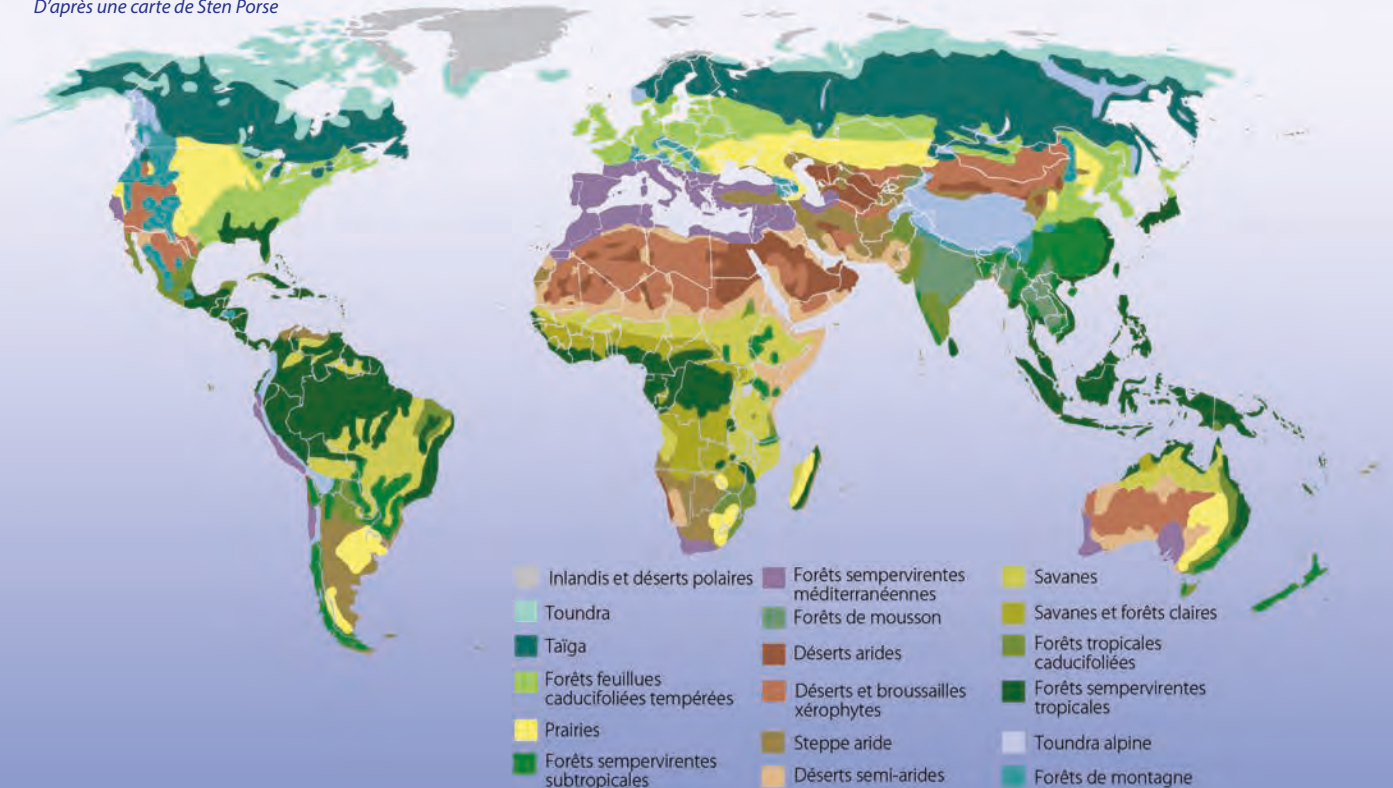 D'après une carte de Sten Porse
Inlandis et déserts polaires
Toundra
Taïga
Forêts feuillues
caducifoliées tempérées
Prairies
Forêts sempervirentes
subtropicales
Forêts sempervirentes
méditerranéennes
Forêts de mousson
Déserts arides
Déserts et broussailles
xérophytes
Steppe aride
Déserts semi-arides
Savanes
Savanes et forêts claires
Forêts tropicales
caducifoliées
Forêts sempervirentes
tropicales
Toundra alpine
Forêts de montagne